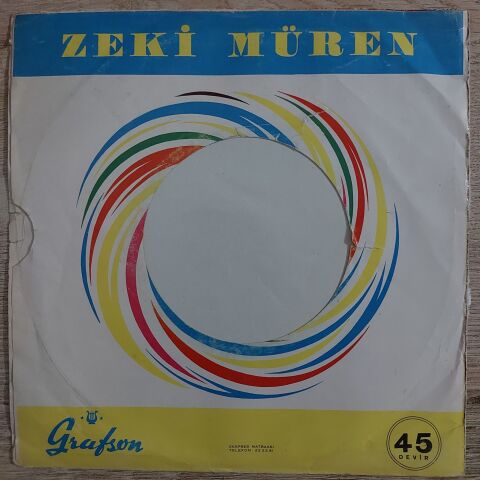 ZEKİ MÜREN
Grafson
EKSPRES MATBAASI
TELEFON:
45
DEVİR